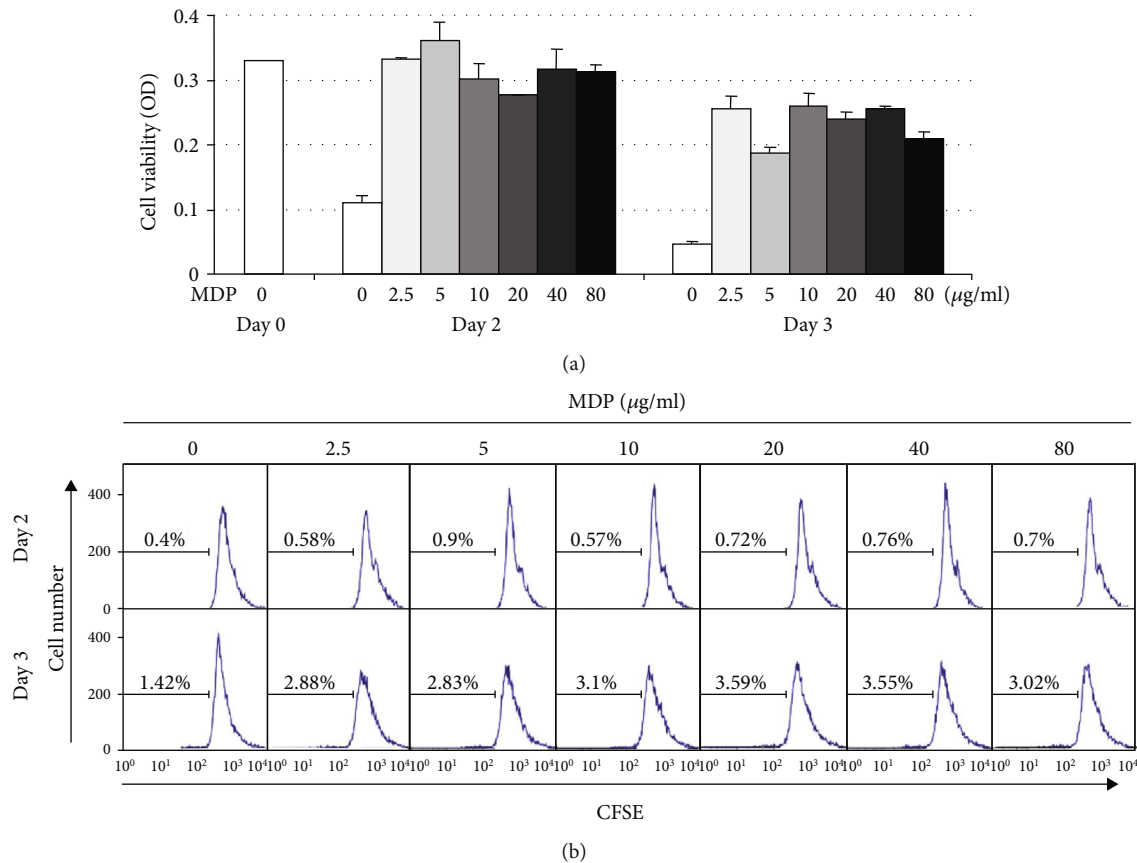 0.4
0.3
0.2
0.1
0
Cell viability (OD)
MDP 0 0 2.5 5 10 20 40 80 0 2.5 5 10 20 40 80 (μg/ml)
Day 0 Day 2 Day 3
(a)
MDP (μg/ml)
0 2.5 5 10 20 40 80
Day 2
400
200
0
0.4% 0.58% 0.9% 0.57% 0.72% 0.76% 0.7%
Cell number
Day 3
400
200
0
1.42% 2.88% 2.83% 3.1% 3.59% 3.55% 3.02%
10⁰ 10¹ 10² 10³ 10⁴ 10⁰ 10¹ 10² 10³ 10⁴ 10⁰ 10¹ 10² 10³ 10⁴ 10⁰ 10¹ 10² 10³ 10⁴ 10⁰ 10¹ 10² 10³ 10⁴ 10⁰ 10¹ 10² 10³ 10⁴ 10⁰ 10¹ 10² 10³ 10⁴
CFSE
(b)